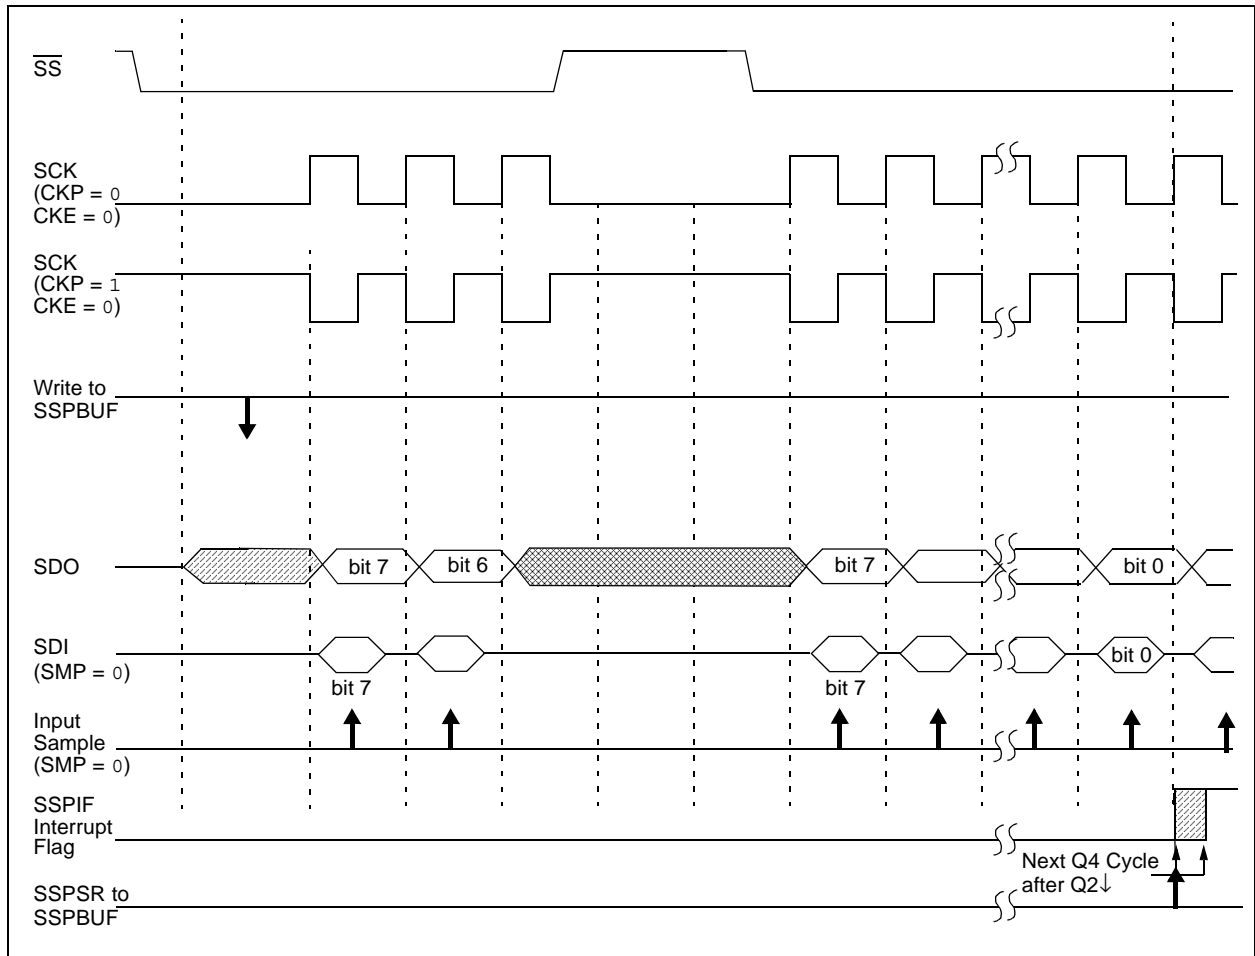 SS
SCK
(CKP = 0
CKE = 0)
SCK
(CKP = 1
CKE = 0)
Write to
SSPBUF
SDO
bit 7
bit 6
bit 7
bit 0
SDI
(SMP = 0)
bit 7
bit 7
bit 0
Input
Sample
(SMP = 0)
SSPIF
Interrupt
Flag
Next Q4 Cycle
after Q2↓
SSPSR to
SSPBUF